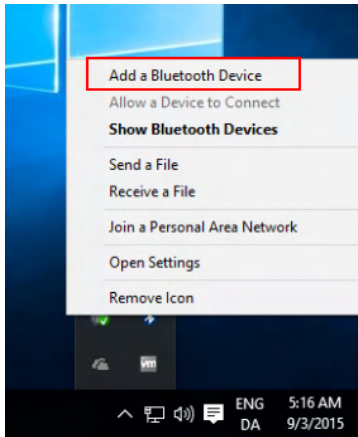 Add a Bluetooth Device
Allow a Device to Connect
Show Bluetooth Devices
Send a File
Receive a File
Join a Personal Area Network
Open Settings
Remove Icon
vm
ENG 5:16 AM
DA 9/3/2015